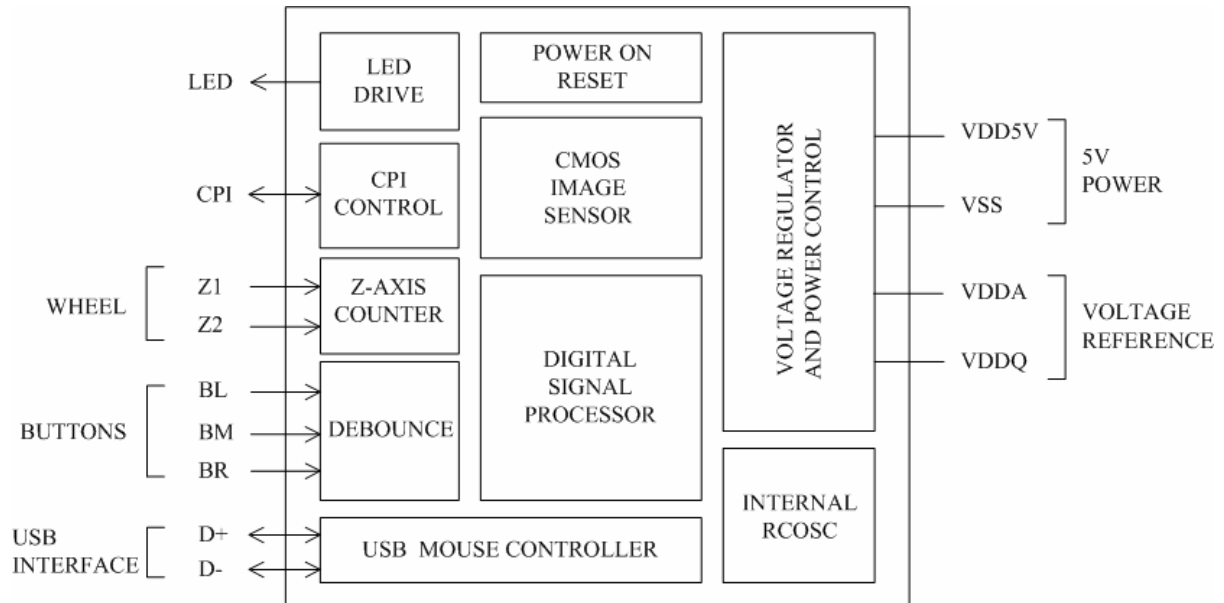 LED
CPI
WHEEL
Z1
Z2
BUTTONS
BL
BM
BR
USB
INTERFACE
D+
D-
LED
DRIVE
CPI
CONTROL
Z-AXIS
COUNTER
DEBOUNCE
USB MOUSE CONTROLLER
POWER ON
RESET
CMOS
IMAGE
SENSOR
DIGITAL
SIGNAL
PROCESSOR
VOLTAGE REGULATOR
AND POWER CONTROL
INTERNAL
RCOSC
VDD5V
VSS
5V
POWER
VDDA
VDDQ
VOLTAGE
REFERENCE